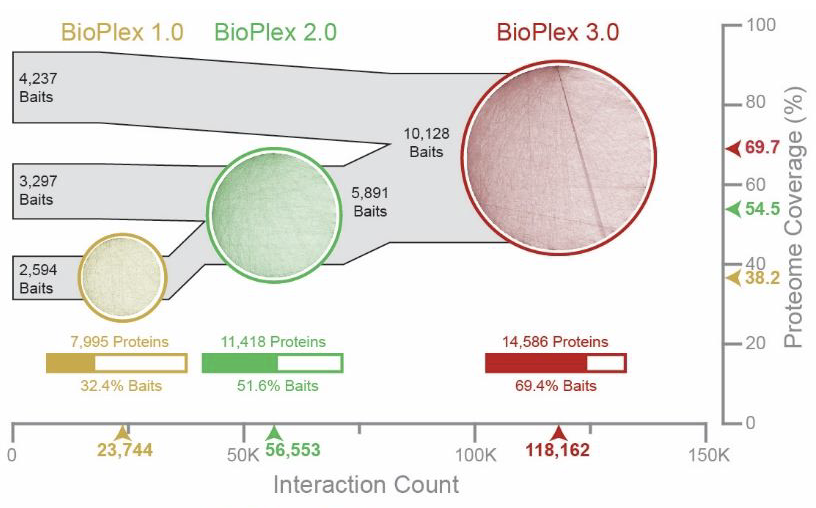 BioPlex 1.0
BioPlex 2.0
BioPlex 3.0
4,237
Baits
3,297
Baits
2,594
Baits
5,891
Baits
10,128
Baits
7,995 Proteins
32.4% Baits
11,418 Proteins
51.6% Baits
14,586 Proteins
69.4% Baits
100
80
69.7
60
54.5
40
38.2
20
0
Proteome Coverage (%)
0
23,744
50K
56,553
100K
118,162
150K
Interaction Count